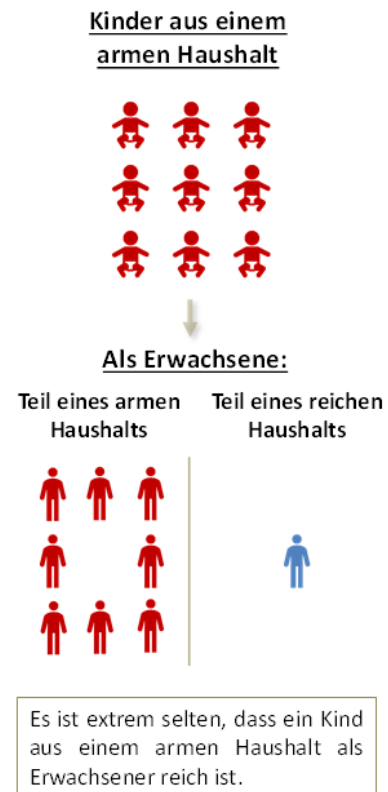 Kinder aus einem
armen Haushalt
Als Erwachsene:
Teil eines armen
Haushalts
Teil eines reichen
Haushalts
Es ist extrem selten, dass ein Kind
aus einem armen Haushalt als
Erwachsener reich ist.